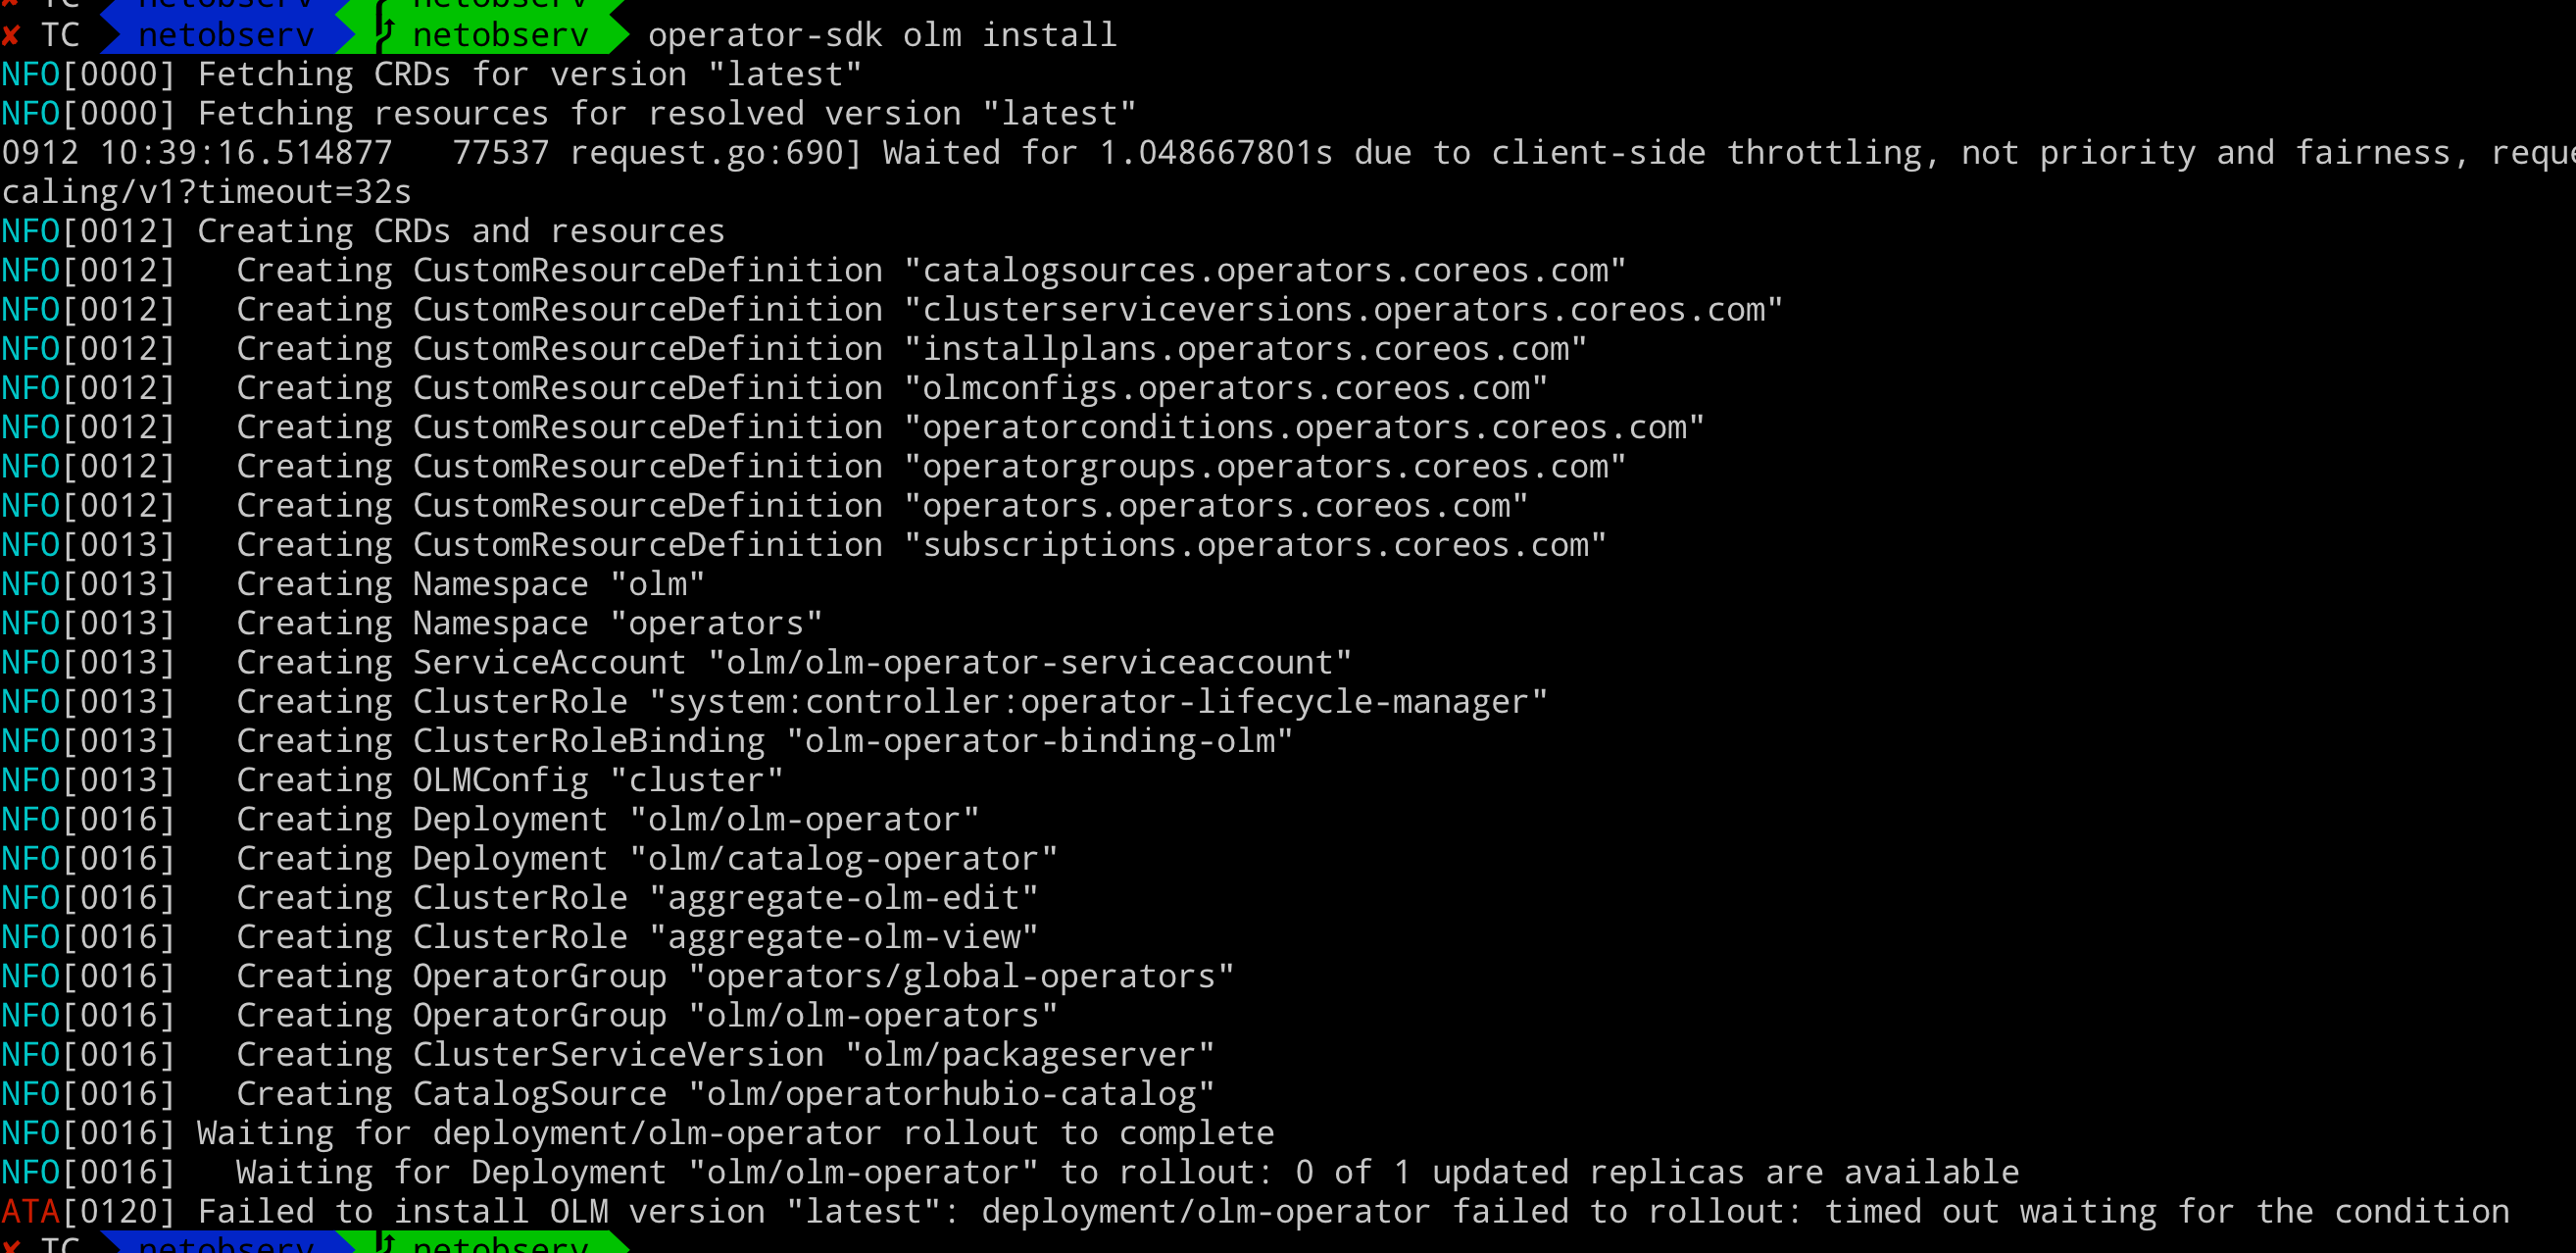 ✘ TC netobserv netobserv
✘ TC netobserv netobserv operator-sdk olm install
NFO[0000] Fetching CRDs for version "latest"
NFO[0000] Fetching resources for resolved version "latest"
0912 10:39:16.514877   77537 request.go:690] Waited for 1.048667801s due to client-side throttling, not priority and fairness, reque
caling/v1?timeout=32s
NFO[0012] Creating CRDs and resources
NFO[0012]   Creating CustomResourceDefinition "catalogsources.operators.coreos.com"
NFO[0012]   Creating CustomResourceDefinition "clusterserviceversions.operators.coreos.com"
NFO[0012]   Creating CustomResourceDefinition "installplans.operators.coreos.com"
NFO[0012]   Creating CustomResourceDefinition "olmconfigs.operators.coreos.com"
NFO[0012]   Creating CustomResourceDefinition "operatorconditions.operators.coreos.com"
NFO[0012]   Creating CustomResourceDefinition "operatorgroups.operators.coreos.com"
NFO[0012]   Creating CustomResourceDefinition "operators.operators.coreos.com"
NFO[0013]   Creating CustomResourceDefinition "subscriptions.operators.coreos.com"
NFO[0013]   Creating Namespace "olm"
NFO[0013]   Creating Namespace "operators"
NFO[0013]   Creating ServiceAccount "olm/olm-operator-serviceaccount"
NFO[0013]   Creating ClusterRole "system:controller:operator-lifecycle-manager"
NFO[0013]   Creating ClusterRoleBinding "olm-operator-binding-olm"
NFO[0013]   Creating OLMConfig "cluster"
NFO[0016]   Creating Deployment "olm/olm-operator"
NFO[0016]   Creating Deployment "olm/catalog-operator"
NFO[0016]   Creating ClusterRole "aggregate-olm-edit"
NFO[0016]   Creating ClusterRole "aggregate-olm-view"
NFO[0016]   Creating OperatorGroup "operators/global-operators"
NFO[0016]   Creating OperatorGroup "olm/olm-operators"
NFO[0016]   Creating ClusterServiceVersion "olm/packageserver"
NFO[0016]   Creating CatalogSource "olm/operatorhubio-catalog"
NFO[0016] Waiting for deployment/olm-operator rollout to complete
NFO[0016]   Waiting for Deployment "olm/olm-operator" to rollout: 0 of 1 updated replicas are available
ATA[0120] Failed to install OLM version "latest": deployment/olm-operator failed to rollout: timed out waiting for the condition
✘ TC netobserv netobserv